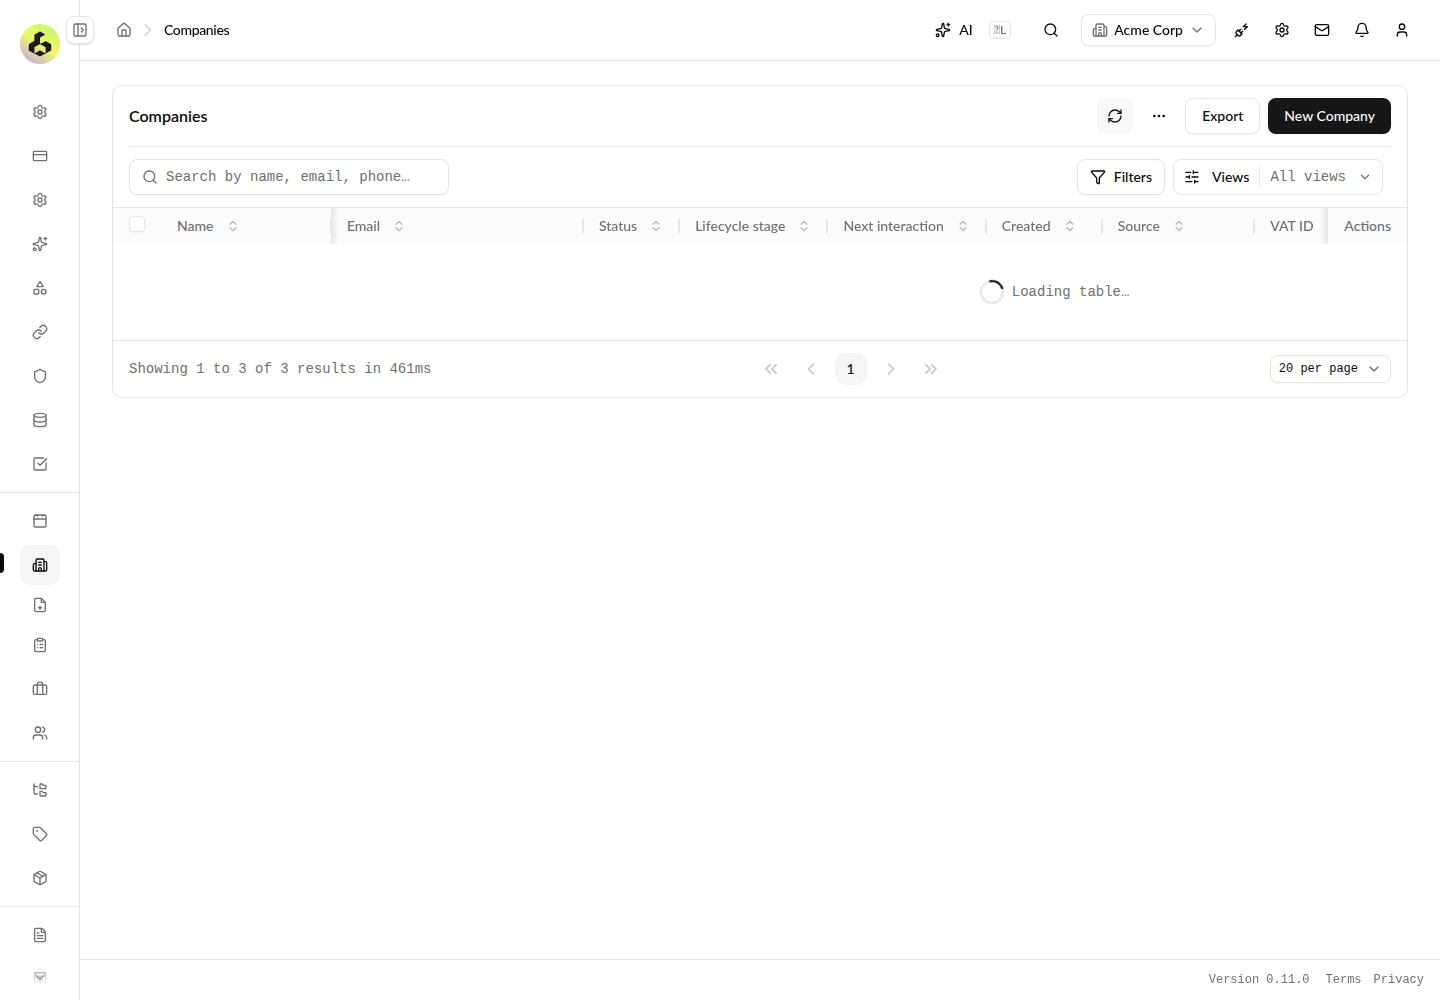 Companies
AI
L
Acme Corp
Companies
Export
New Company
Search by name, email, phone…
Filters
Views
All views
Name
Email
Status
Lifecycle stage
Next interaction
Created
Source
VAT ID
Actions
Loading table…
Showing 1 to 3 of 3 results in 461ms
1
20 per page
Version 0.11.0
Terms
Privacy